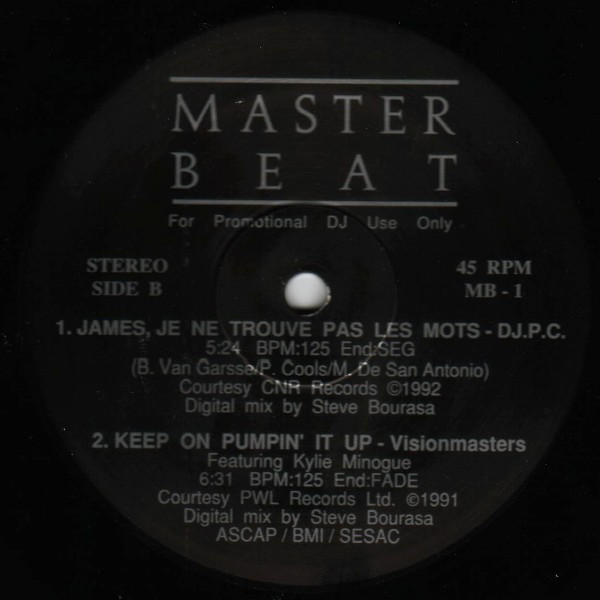 MASTER
BEAT
For Promotional DJ Use Only
STEREO
SIDE B
45 RPM
MB - 1
1. JAMES, JE NE TROUVE PAS LES MOTS - DJ.P.C.
5:24 BPM:125 End:SEG
(B. Van Garsse/P. Cools/M. De San Antonio)
Courtesy CNR Records ©1992
Digital mix by Steve Bourasa
2. KEEP ON PUMPIN' IT UP - Visionmasters
Featuring Kylie Minogue
6:31 BPM:125 End:FADE
Courtesy PWL Records Ltd. ©1991
Digital mix by Steve Bourasa
ASCAP / BMI / SESAC